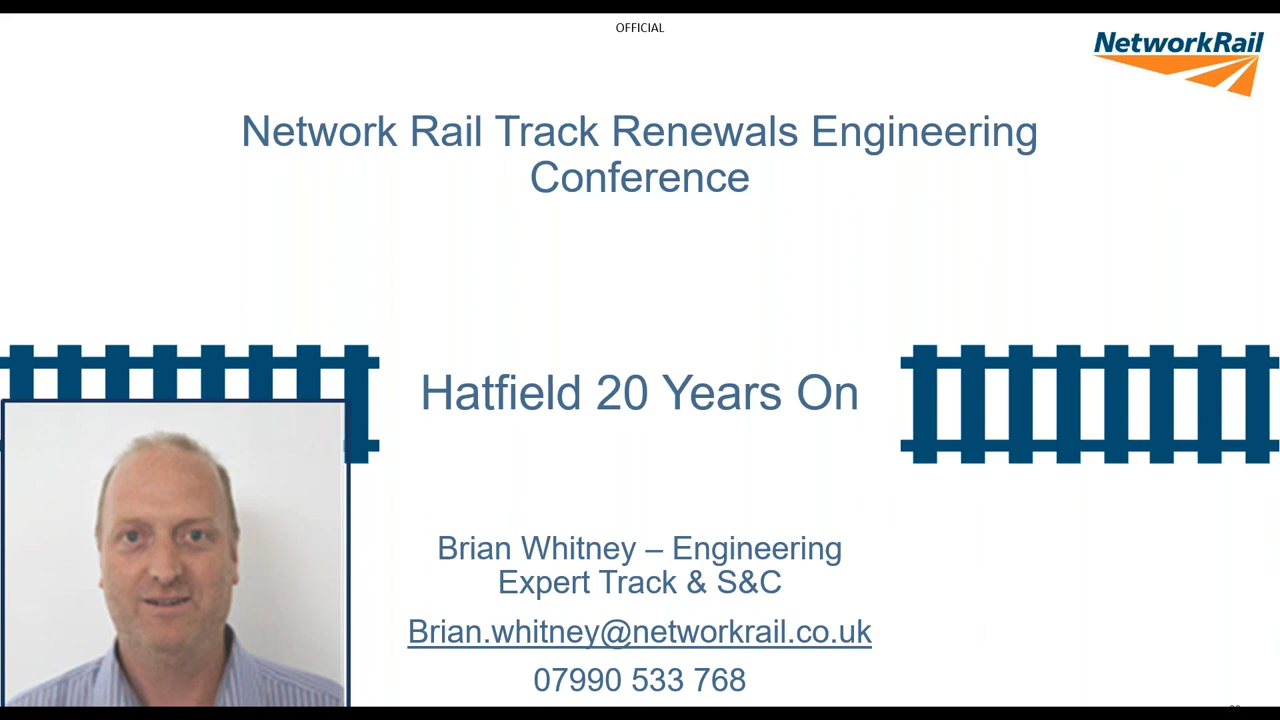 OFFICIAL
NetworkRail
Network Rail Track Renewals Engineering
Conference
Hatfield 20 Years On
Brian Whitney – Engineering
Expert Track & S&C
Brian.whitney@networkrail.co.uk
07990 533 768